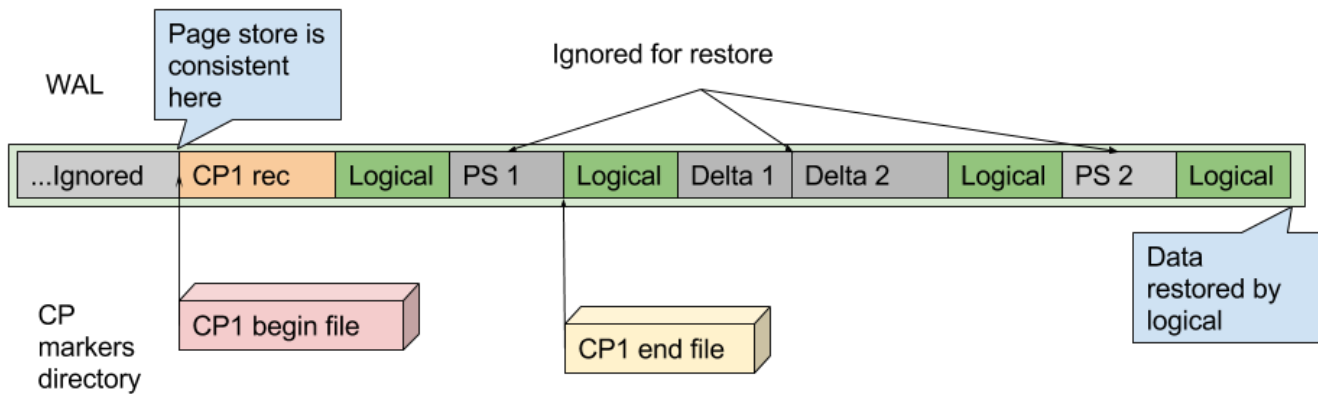 Page store is
consistent
here
WAL
Ignored for restore
...Ignored
CP1 rec
Logical
PS 1
Logical
Delta 1
Delta 2
Logical
PS 2
Logical
Data
restored by
logical
CP1 begin file
CP1 end file
CP
markers
directory